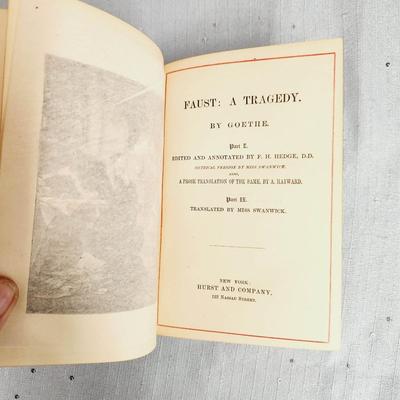 FAUST: A TRAGEDY.
BY GOETHE.
Part I.
EDITED AND ANNOTATED BY F. H. HEDGE, D.D.
METRICAL VERSION BY MISS SWANWICK.
ALSO,
A PROSE TRANSLATION OF THE SAME, BY A. HAYWARD.
Part II.
TRANSLATED BY MISS SWANWICK.
NEW YORK:
HURST AND COMPANY,
122 NASSAU STREET.